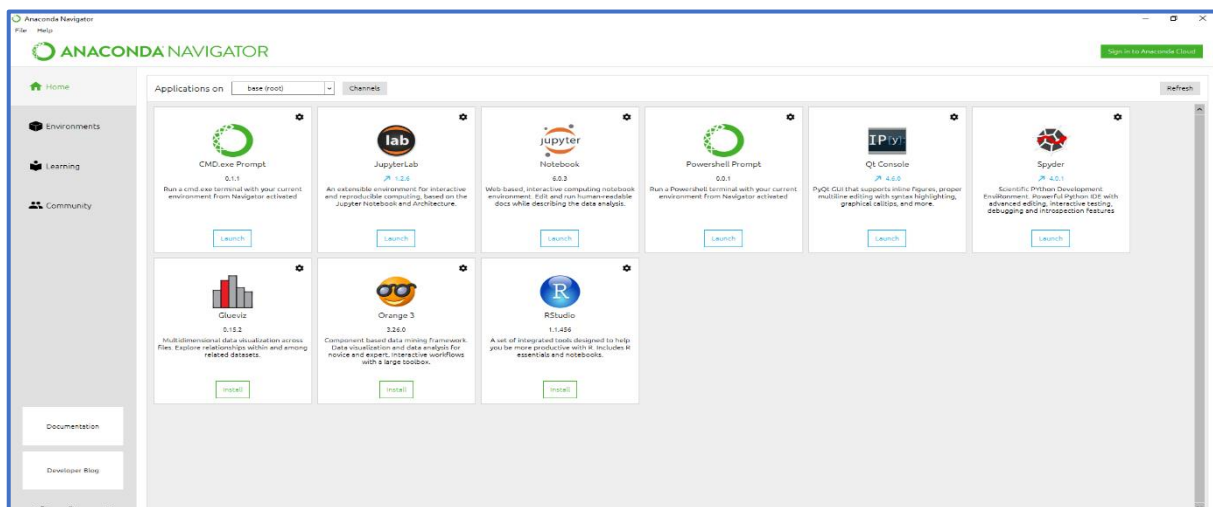 Anaconda Navigator
File Help
ANACONDA NAVIGATOR
Sign in to Anaconda Cloud
Home
Environments
Learning
Community
Documentation
Developer Blog
Applications on base (root) Channels Refresh
CMD.exe Prompt
0.1.1
Run a cmd.exe terminal with your current
environment from Navigator activated
Launch
lab
JupyterLab
1.2.6
An extensible environment for interactive
and reproducible computing, based on the
Jupyter Notebook and Architecture.
Launch
jupyter
Notebook
6.0.3
Web-based, interactive computing notebook
environment. Edit and run human-readable
docs while describing the data analysis.
Launch
Powershell Prompt
0.0.1
Run a Powershell terminal with your current
environment from Navigator activated
Launch
IP[y]:
Qt Console
4.6.0
PyQt GUI that supports inline figures, proper
multiline editing with syntax highlighting,
graphical calltips, and more.
Launch
Spyder
4.0.1
Scientific PYthon Development
EnviRonment. Powerful Python IDE with
advanced editing, interactive testing,
debugging and introspection features
Launch
Glueviz
0.15.2
Multidimensional data visualization across
files. Explore relationships within and among
related datasets.
Install
Orange 3
3.26.0
Component based data mining framework.
Data visualization and data analysis for
novice and expert. Interactive workflows
with a large toolbox.
Install
R
RStudio
1.1.456
A set of integrated tools designed to help
you be more productive with R. Includes R
essentials and notebooks.
Install